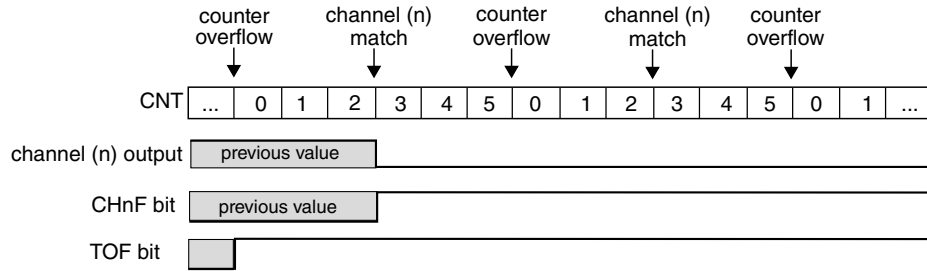 counter overflow
channel (n) match
counter overflow
channel (n) match
counter overflow
CNT ... 0 1 2 3 4 5 0 1 2 3 4 5 0 1 ...
channel (n) output previous value
CHnF bit previous value
TOF bit